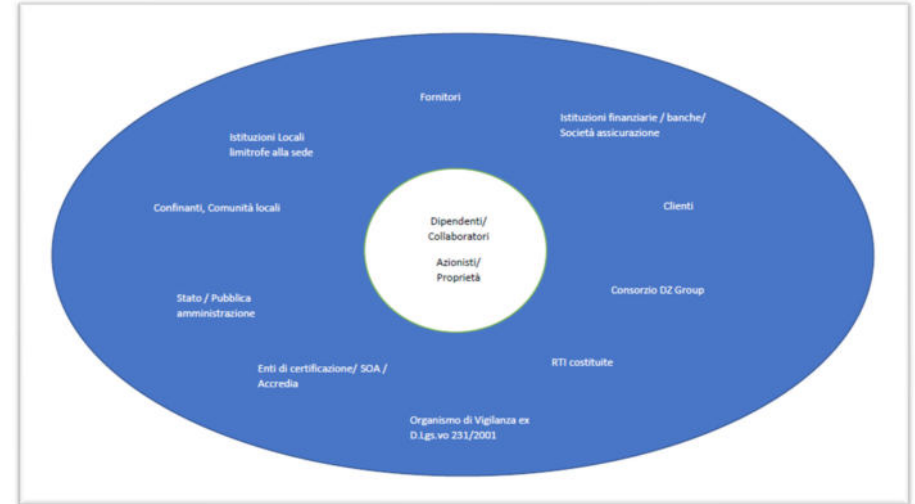 Fornitori
Istituzioni finanziarie / banche/
Società assicurazione
Istituzioni Locali
limitrofe alla sede
Confinanti, Comunità locali
Clienti
Dipendenti/
Collaboratori
Azionisti/
Proprietà
Consorzio DZ Group
Stato / Pubblica
amministrazione
RTI costituite
Enti di certificazione/ SOA /
Accredia
Organismo di Vigilanza ex
D.Lgs.vo 231/2001